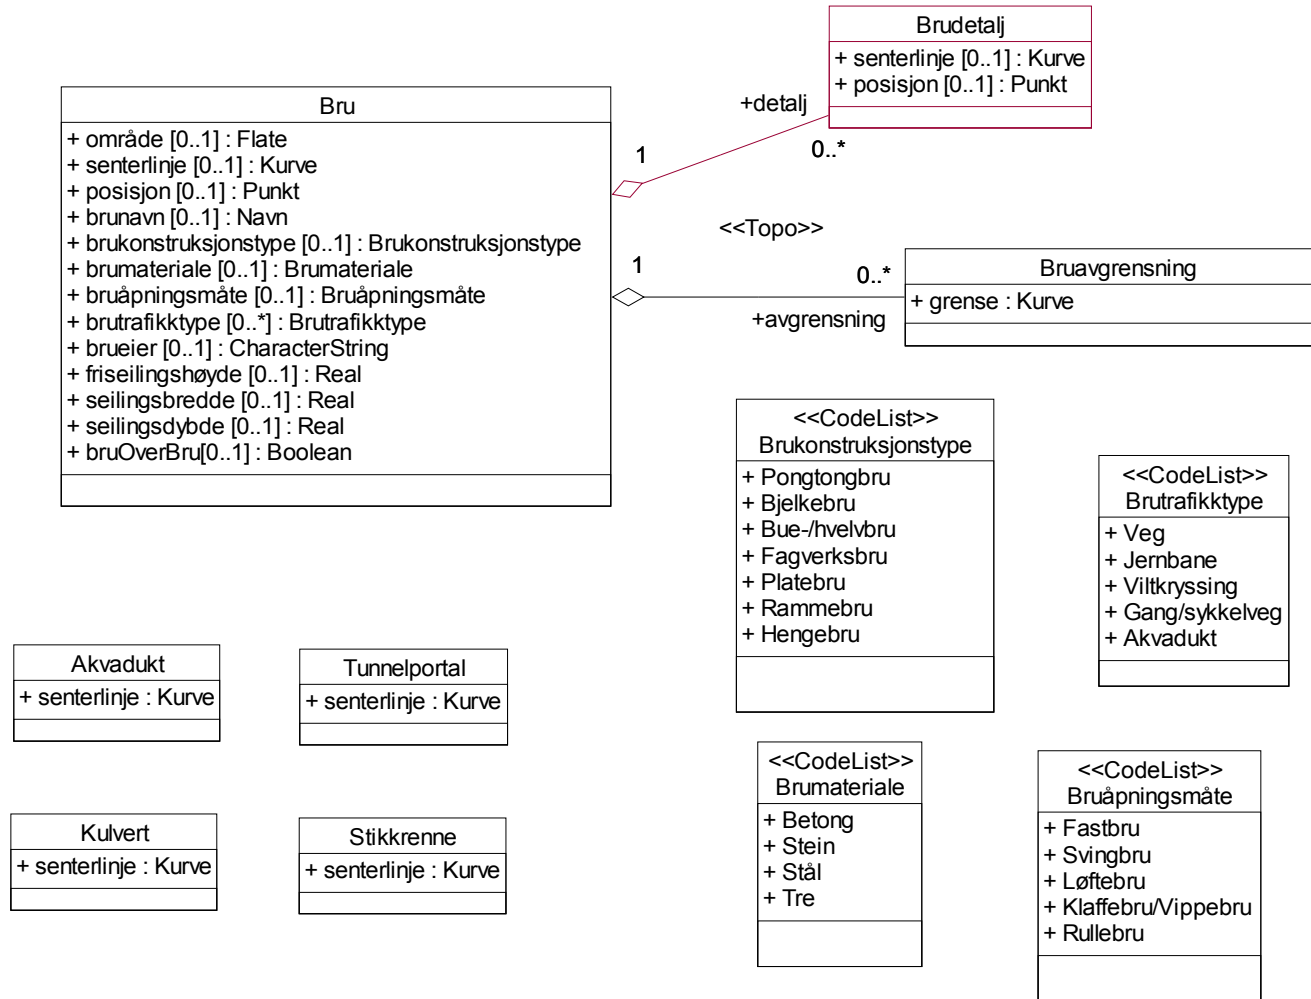 Brudetalj
+ senterlinje [0..1] : Kurve
+ posisjon [0..1] : Punkt
Bru
+ område [0..1] : Flate
+ senterlinje [0..1] : Kurve
+ posisjon [0..1] : Punkt
+ brunavn [0..1] : Navn
+ brukonstruksjonstype [0..1] : Brukonstruksjonstype
+ brumateriale [0..1] : Brumateriale
+ bruåpningsmåte [0..1] : Bruåpningsmåte
+ brutrafikktype [0..*] : Brutrafikktype
+ brueier [0..1] : CharacterString
+ friseilingshøyde [0..1] : Real
+ seilingsbredde [0..1] : Real
+ seilingsdybde [0..1] : Real
+ bruOverBru[0..1] : Boolean
+detalj
1
0..*
<<Topo>>
1
0..*
+avgrensning
Bruavgrensning
+ grense : Kurve
<<CodeList>>
Brukonstruksjonstype
+ Pongtongbru
+ Bjelkebru
+ Bue-/hvelvbru
+ Fagverksbru
+ Platebru
+ Rammebru
+ Hengebru
<<CodeList>>
Brutrafikktype
+ Veg
+ Jernbane
+ Viltkryssing
+ Gang/sykkelveg
+ Akvadukt
Akvadukt
+ senterlinje : Kurve
Tunnelportal
+ senterlinje : Kurve
Kulvert
+ senterlinje : Kurve
Stikkrenne
+ senterlinje : Kurve
<<CodeList>>
Brumateriale
+ Betong
+ Stein
+ Stål
+ Tre
<<CodeList>>
Bruåpningsmåte
+ Fastbru
+ Svingbru
+ Løftebru
+ Klaffebru/Vippebru
+ Rullebru